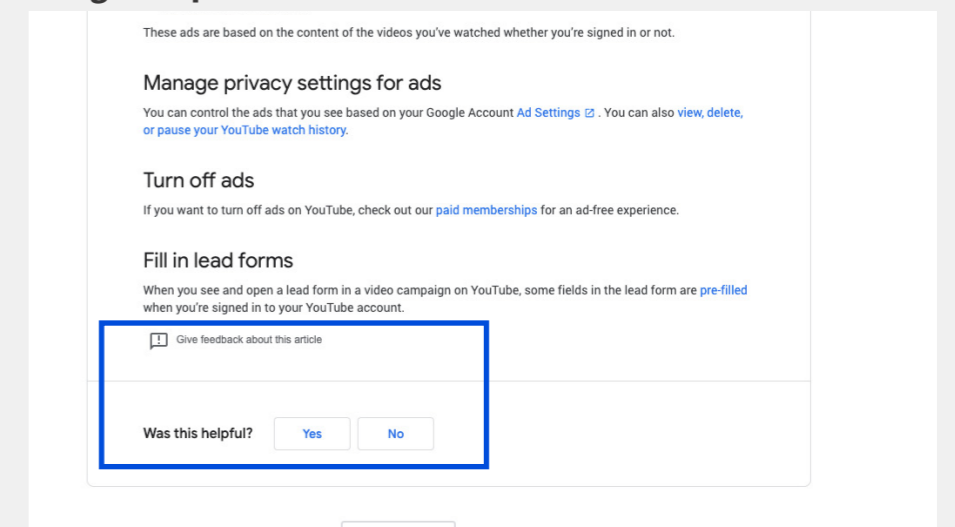 These ads are based on the content of the videos you've watched whether you're signed in or not.
Manage privacy settings for ads
You can control the ads that you see based on your Google Account Ad Settings . You can also view, delete,
or pause your YouTube watch history.
Turn off ads
If you want to turn off ads on YouTube, check out our paid memberships for an ad-free experience.
Fill in lead forms
When you see and open a lead form in a video campaign on YouTube, some fields in the lead form are pre-filled
when you're signed in to your YouTube account.
Give feedback about this article
Was this helpful? Yes No